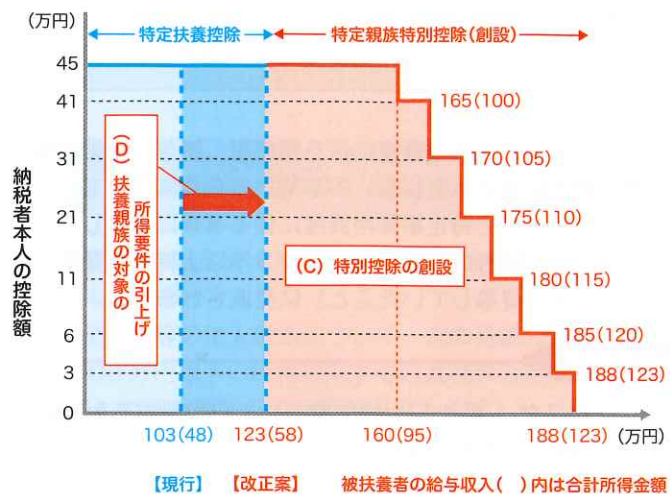 (万円)
特定扶養控除
特定親族特別控除(創設)
納税者本人の控除額
45
41
31
21
11
6
3
0
(D) 扶養親族の対象の
所得要件の引上げ
(C) 特別控除の創設
165(100)
170(105)
175(110)
180(115)
185(120)
188(123)
103(48)
123(58)
160(95)
188(123)
(万円)
【現行】
【改正案】
被扶養者の給与収入( )内は合計所得金額